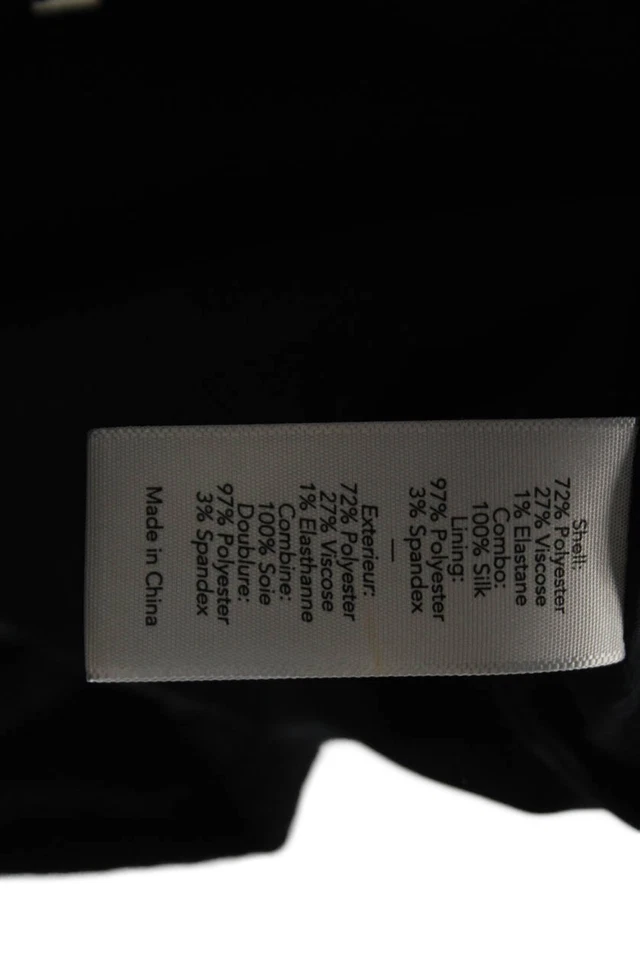 Shell:
72% Polyester
27% Viscose
1% Elastane
Combo:
100% Silk
Lining:
97% Polyester
3% Spandex
—
Exterieur:
72% Polyester
27% Viscose
1% Elasthanne
Combine:
100% Soie
Doublure:
97% Polyester
3% Spandex
Made in China